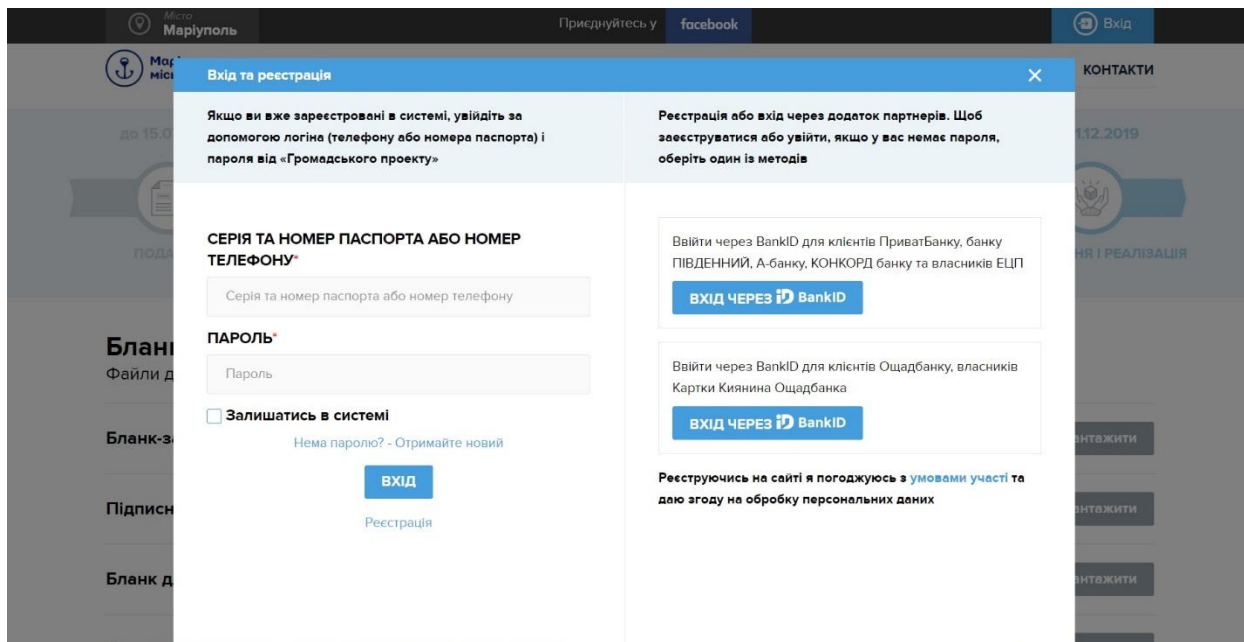 Місто
Маріуполь
Приєднуйтесь у facebook
Вхід
КОНТАКТИ
Вхід та реєстрація
Якщо ви вже зареєстровані в системі, увійдіть за
допомогою логіна (телефону або номера паспорта) і
пароля від «Громадського проекту»
СЕРІЯ ТА НОМЕР ПАСПОРТА АБО НОМЕР
ТЕЛЕФОНУ*
Серія та номер паспорта або номер телефону
ПАРОЛЬ*
Пароль
Залишатись в системі
Нема паролю? - Отримайте новий
ВХІД
Реєстрація
Реєстрація або вхід через додаток партнерів. Щоб
заеєструватися або увійти, якщо у вас немає пароля,
оберіть один із методів
Ввійти через BankID для клієнтів ПриватБанку, банку
ПІВДЕННИЙ, А-банку, КОНКОРД банку та власників ЕЦП
ВХІД ЧЕРЕЗ iD BankID
Ввійти через BankID для клієнтів Ощадбанку, власників
Картки Киянина Ощадбанка
ВХІД ЧЕРЕЗ iD BankID
Реєструючись на сайті я погоджуюсь з умовами участі та
даю згоду на обробку персональних даних
до 15.0
1.12.2019
І РЕАЛІЗАЦІЯ
Файли д
Бланк-з
Підписн
Бланк д